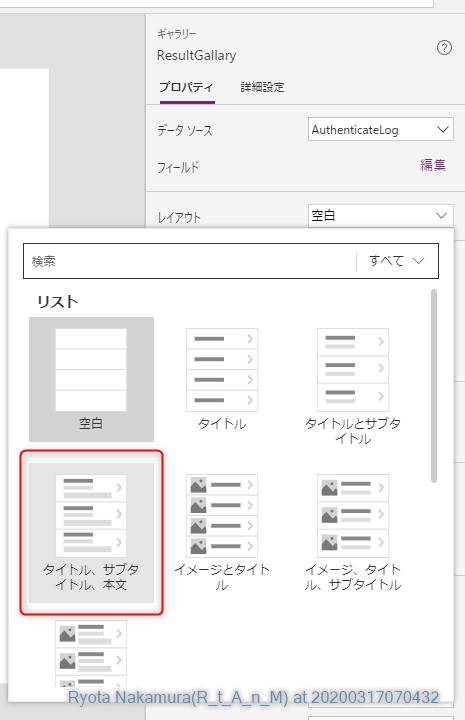 ギャラリー
ResultGallary
プロパティ 詳細設定
データ ソース AuthenticateLog
フィールド 編集
レイアウト 空白
検索 すべて
リスト
空白
タイトル
タイトルとサブタ
イトル
タイトル、サブタ
イトル、本文
イメージとタイト
ル
イメージ、タイト
ル、サブタイトル
Ryota Nakamura(R_t_A_n_M) at 20200317070432